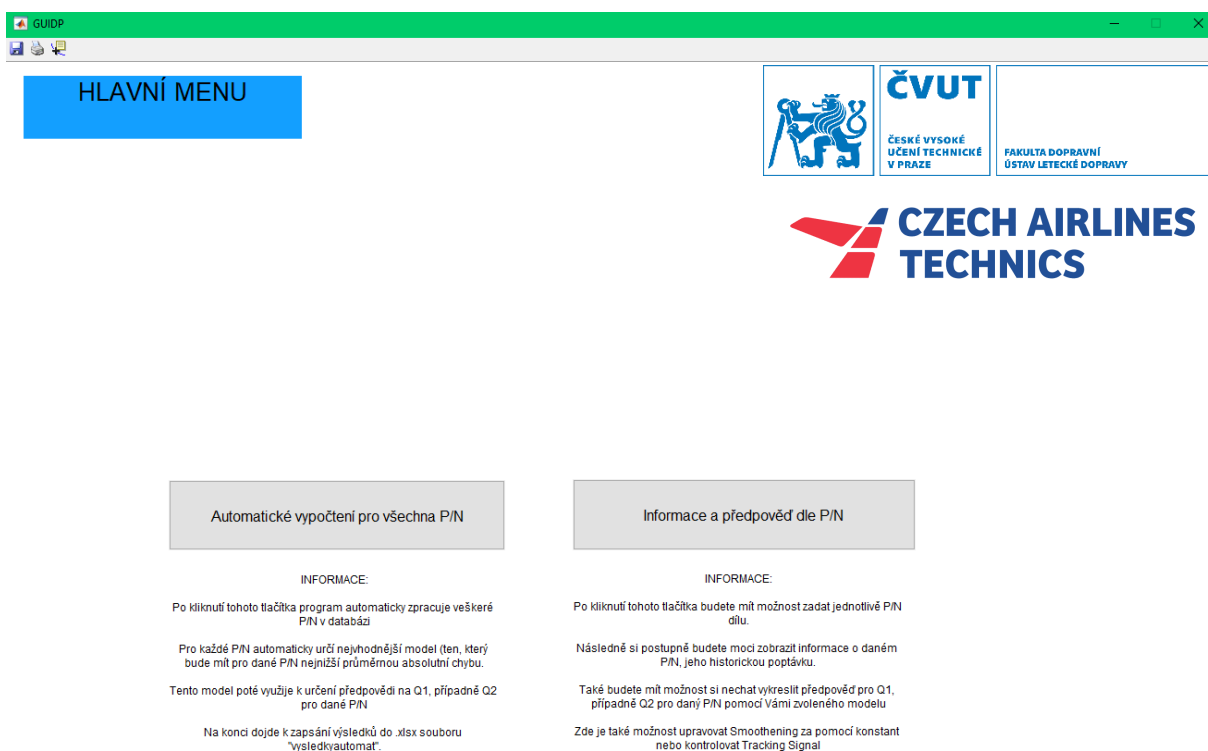 GUIDP
HLAVNÍ MENU
ČVUT
ČESKÉ VYSOKÉ
UČENÍ TECHNICKÉ
V PRAZE
FAKULTA DOPRAVNÍ
ÚSTAV LETECKÉ DOPRAVY
CZECH AIRLINES
TECHNICS
Automatické vypočtení pro všechna P/N
INFORMACE:
Po kliknutí tohoto tlačítka program automaticky zpracuje veškeré
P/N v databázi
Pro každé P/N automaticky určí nejvhodnější model (ten, který
bude mít pro dané P/N nejnižší průměrnou absolutní chybu.
Tento model poté využije k určení předpovědi na Q1, případně Q2
pro dané P/N
Na konci dojde k zapsání výsledků do .xlsx souboru
"vysledkyautomat".
Informace a předpověď dle P/N
INFORMACE:
Po kliknutí tohoto tlačítka budete mít možnost zadat jednotlivě P/N
dílu.
Následně si postupně budete moci zobrazit informace o daném
P/N, jeho historickou poptávku.
Také budete mít možnost si nechat vykreslit předpověď pro Q1,
případně Q2 pro daný P/N pomocí Vámi zvoleného modelu
Zde je také možnost upravovat Smoothening za pomocí konstant
nebo kontrolovat Tracking Signal